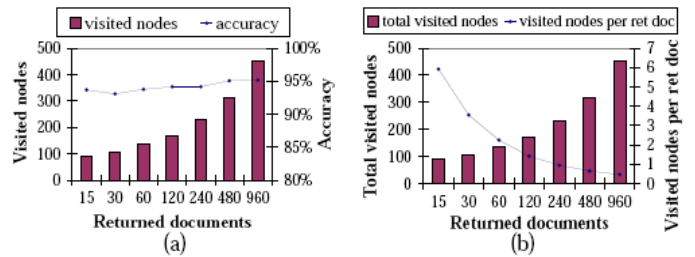 visited nodes accuracy
500 400 300 200 100 0
Visited nodes
100% 95% 90% 85% 80%
Accuracy
15 30 60 120 240 480 960
Returned documents
(a)
total visited nodes visited nodes per ret doc
500 400 300 200 100 0
Total visited nodes
7 6 5 4 3 2 1 0
Visited nodes per ret doc
15 30 60 120 240 480 960
Returned documents
(b)